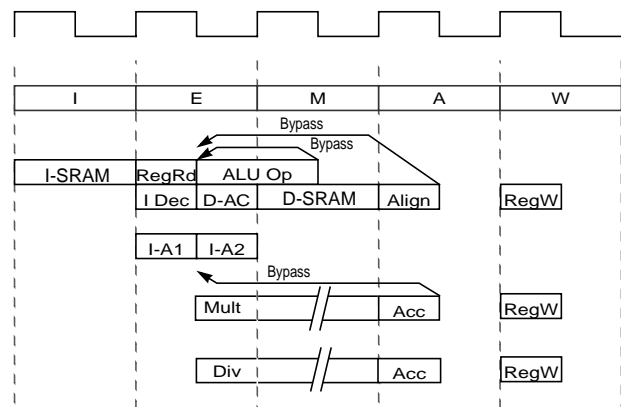 I E M A W
Bypass
Bypass
I-SRAM RegRd ALU Op
I Dec D-AC D-SRAM Align RegW
I-A1 I-A2
Bypass
Mult Acc RegW
Div Acc RegW